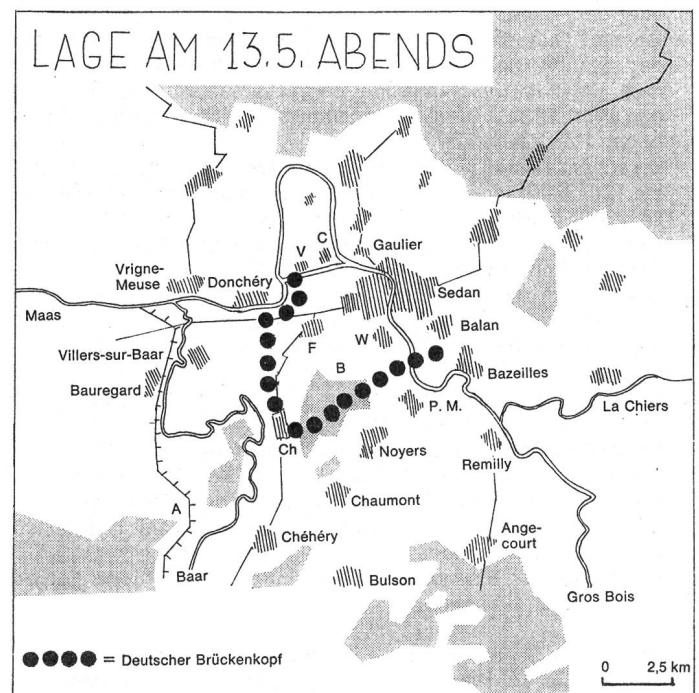 LAGE AM 13.5. ABENDS
C
V
Gaulier
Vrigne-
Meuse
Donchéry
Sedan
Maas
Balan
F
W
Villers-sur-Baar
B
Bazeilles
Bauregard
P. M.
La Chiers
Ch
Noyers
Remilly
Chaumont
A
Chéhéry
Ange-
court
Baar
Bulson
Gros Bois
= Deutscher Brückenkopf
0 2,5 km